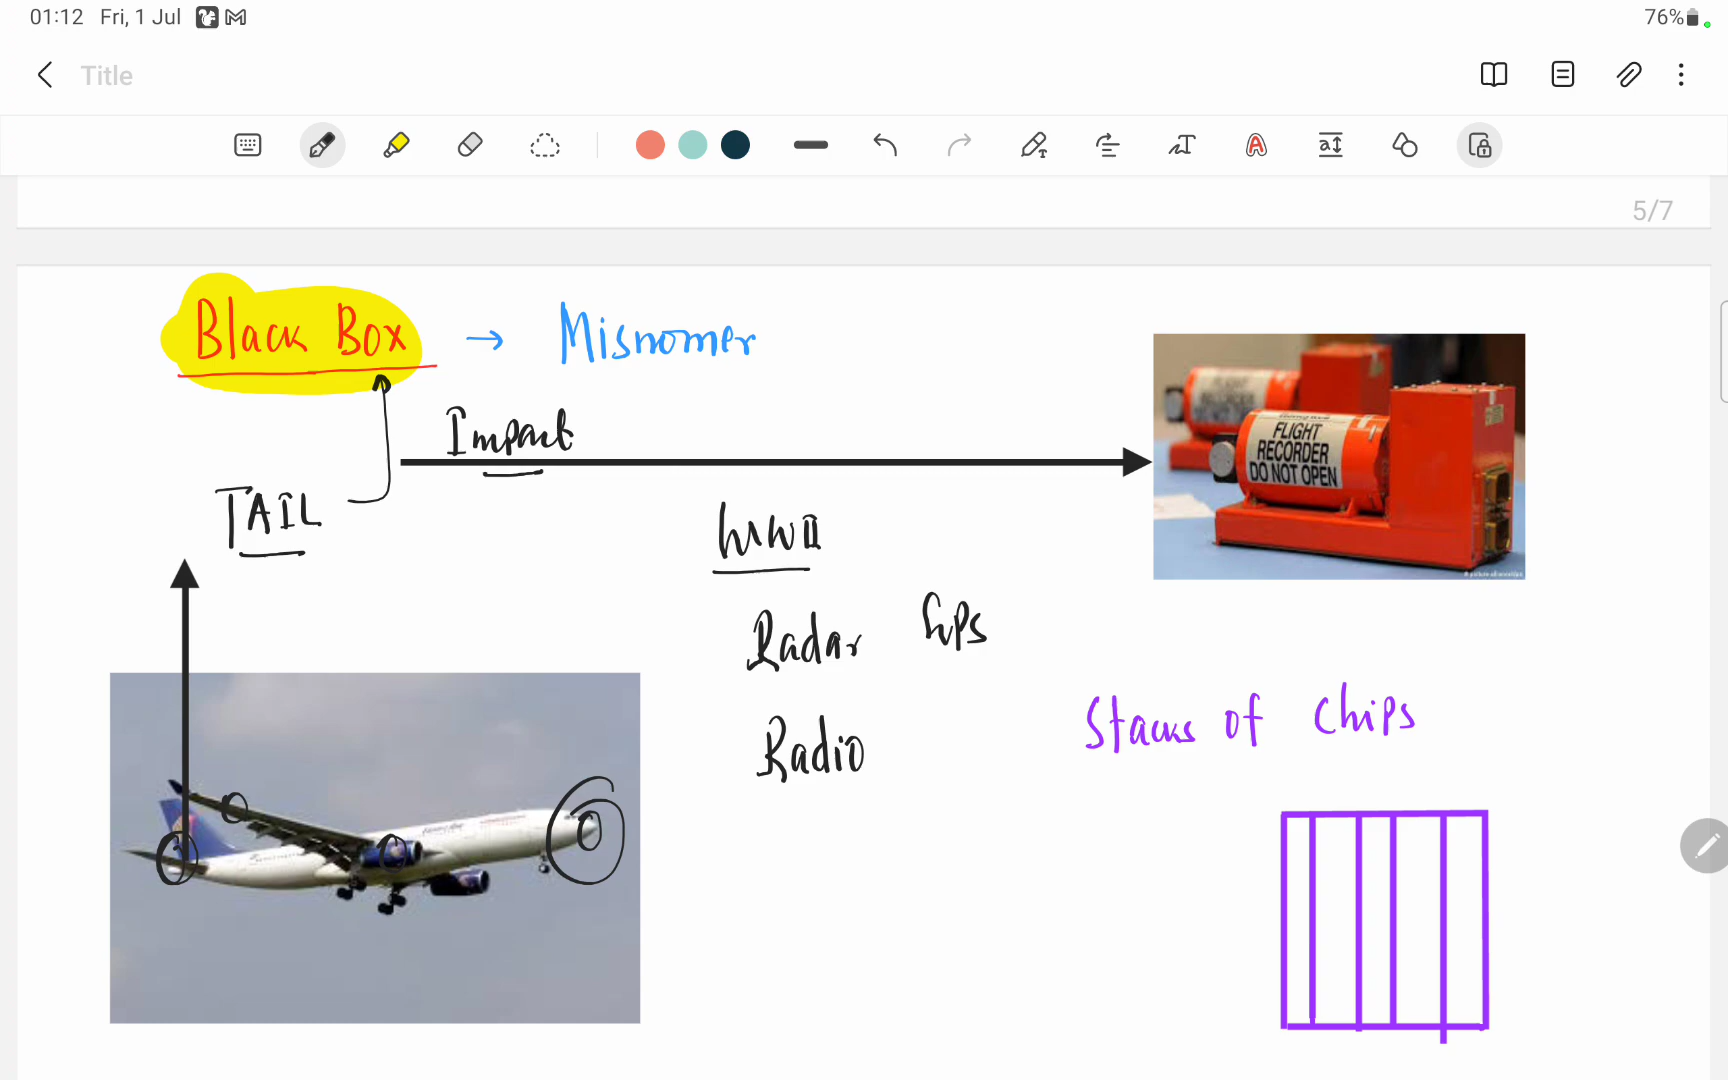 01:12 Fri, 1 Jul
76%
Title
5/7
Black Box → Misnomer
Impact
FLIGHT
RECORDER
DO NOT OPEN
TAIL
WWII
Radar GPS
Stacks of Chips
Radio